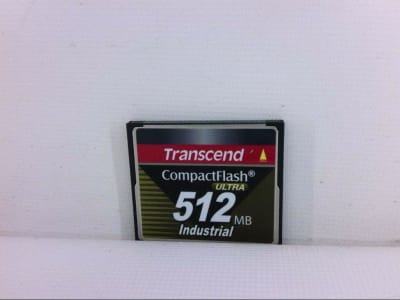 Transcend
CompactFlash®
ULTRA
512 MB
Industrial